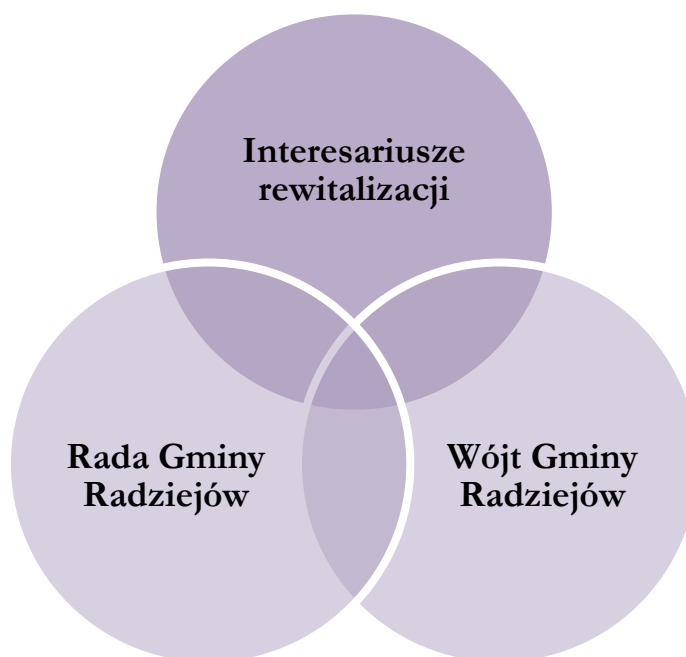 Interesariusze
rewitalizacji
Rada Gminy
Radziejów
Wójt Gminy
Radziejów